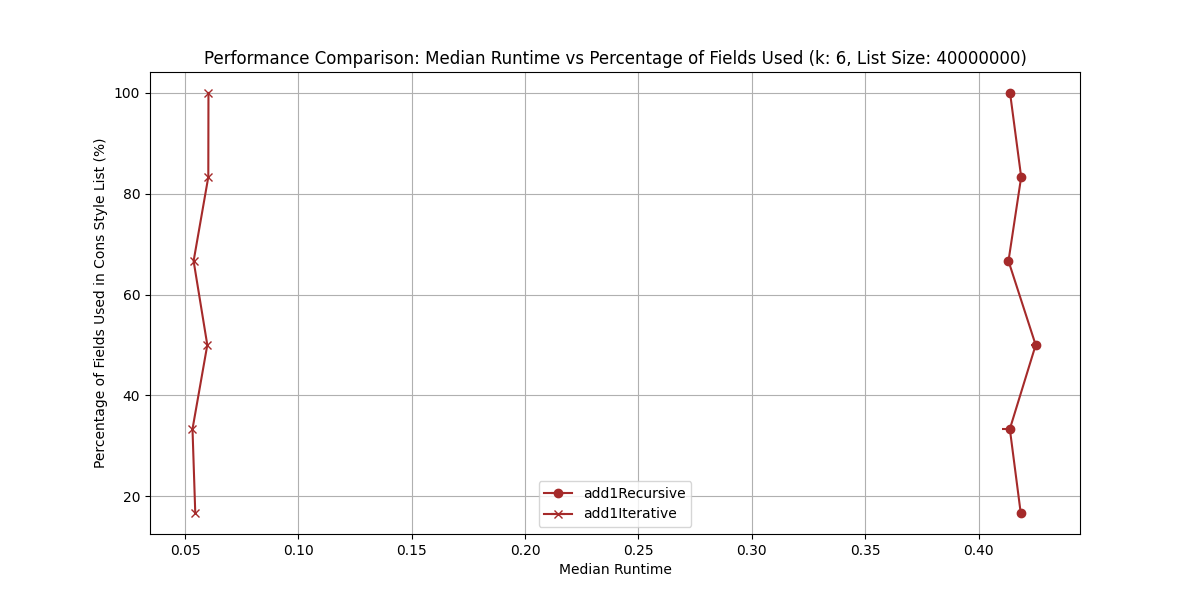 Performance Comparison: Median Runtime vs Percentage of Fields Used (k: 6, List Size: 40000000)
Percentage of Fields Used in Cons Style List (%)
100
80
60
40
20
add1Recursive
add1Iterative
0.05 0.10 0.15 0.20 0.25 0.30 0.35 0.40
Median Runtime